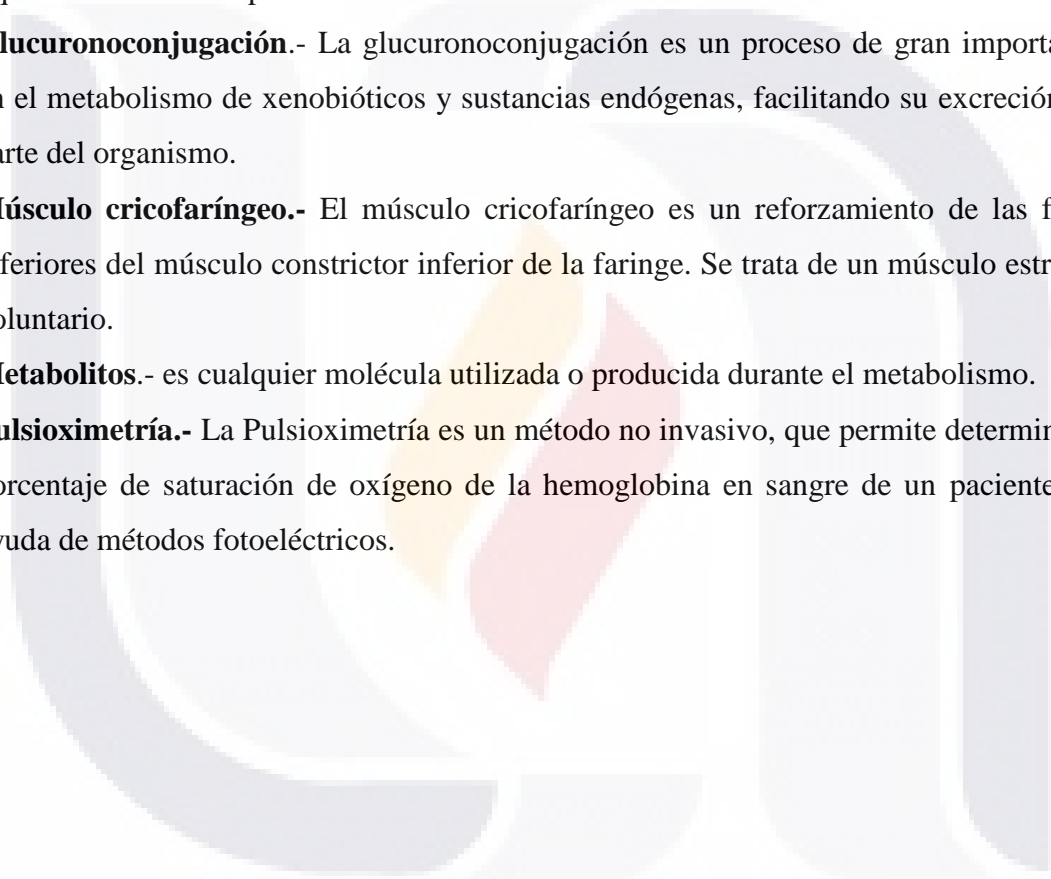 lucuronoconjugación.- La glucuronoconjugación es un proceso de gran importa
el metabolismo de xenobióticos y sustancias endógenas, facilitando su excreción
arte del organismo.
úsculo cricofaríngeo.- El músculo cricofaríngeo es un reforzamiento de las f
feriores del músculo constrictor inferior de la faringe. Se trata de un músculo estr
oluntario.
etabolitos.- es cualquier molécula utilizada o producida durante el metabolismo.
ulsioximetría.- La Pulsioximetría es un método no invasivo, que permite determin
orcentaje de saturación de oxígeno de la hemoglobina en sangre de un paciente
yuda de métodos fotoeléctricos.